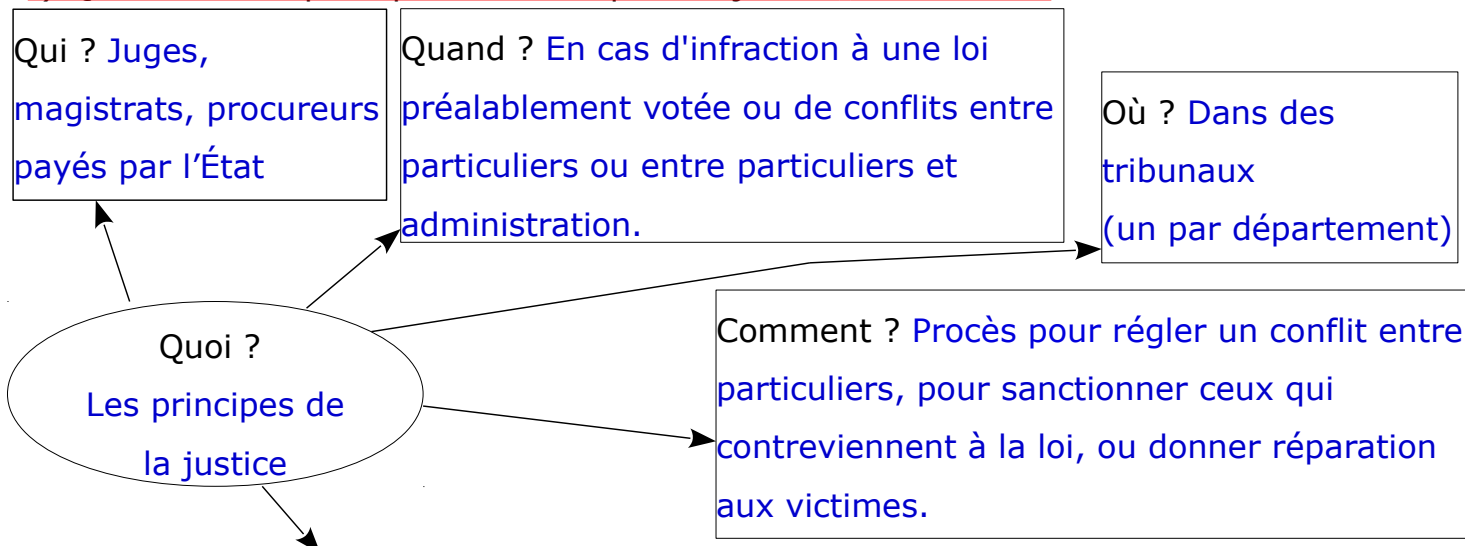 Qui ? Juges,
magistrats, procureurs
payés par l’État
Quand ? En cas d'infraction à une loi
préalablement votée ou de conflits entre
particuliers ou entre particuliers et
administration.
Où ? Dans des
tribunaux
(un par département)
Quoi ?
Les principes de
la justice
Comment ? Procès pour régler un conflit entre
particuliers, pour sanctionner ceux qui
contreviennent à la loi, ou donner réparation
aux victimes.